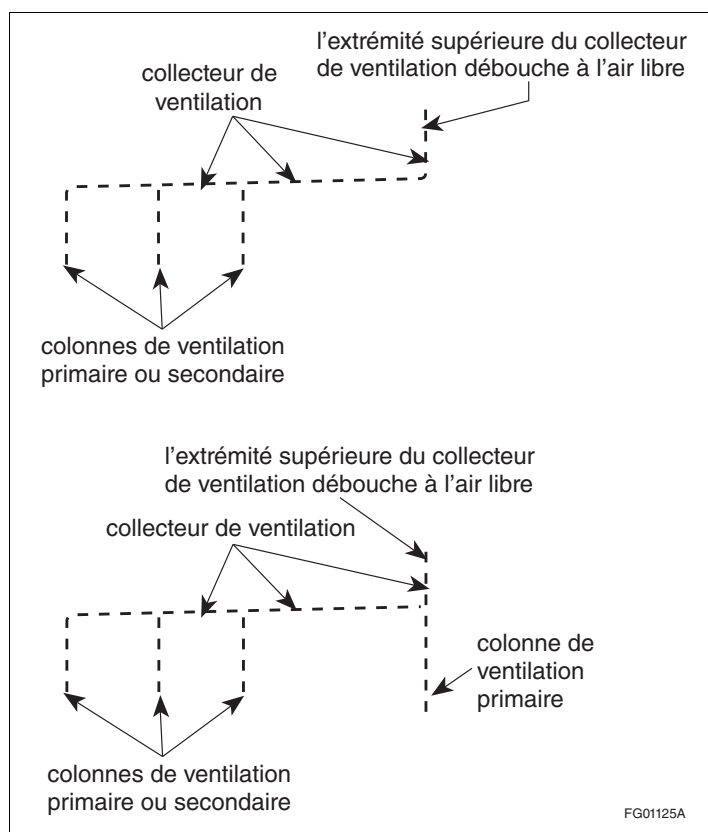 l'extrémité supérieure du collecteur
de ventilation débouche à l'air libre
collecteur de
ventilation
colonnes de ventilation
primaire ou secondaire
l'extrémité supérieure du collecteur
de ventilation débouche à l'air libre
collecteur de ventilation
colonne de
ventilation
primaire
colonnes de ventilation
primaire ou secondaire
FG01125A